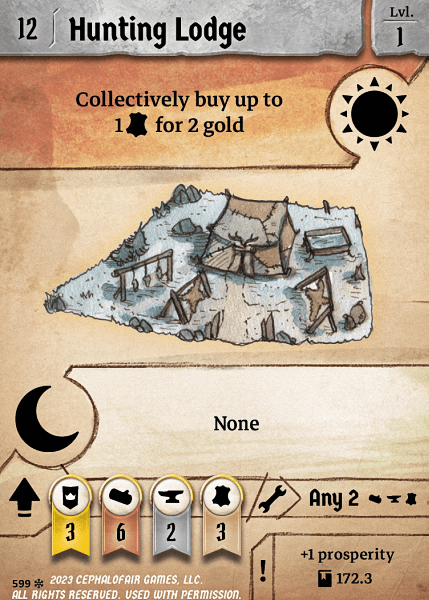 12 Hunting Lodge
Lvl.
1
Collectively buy up to
1 for 2 gold
None
3 6 2 3
Any 2
+1 prosperity
! 172.3
599 ✻ 2023 CEPHALOFAIR GAMES, LLC.
ALL RIGHTS RESERVED. USED WITH PERMISSION.